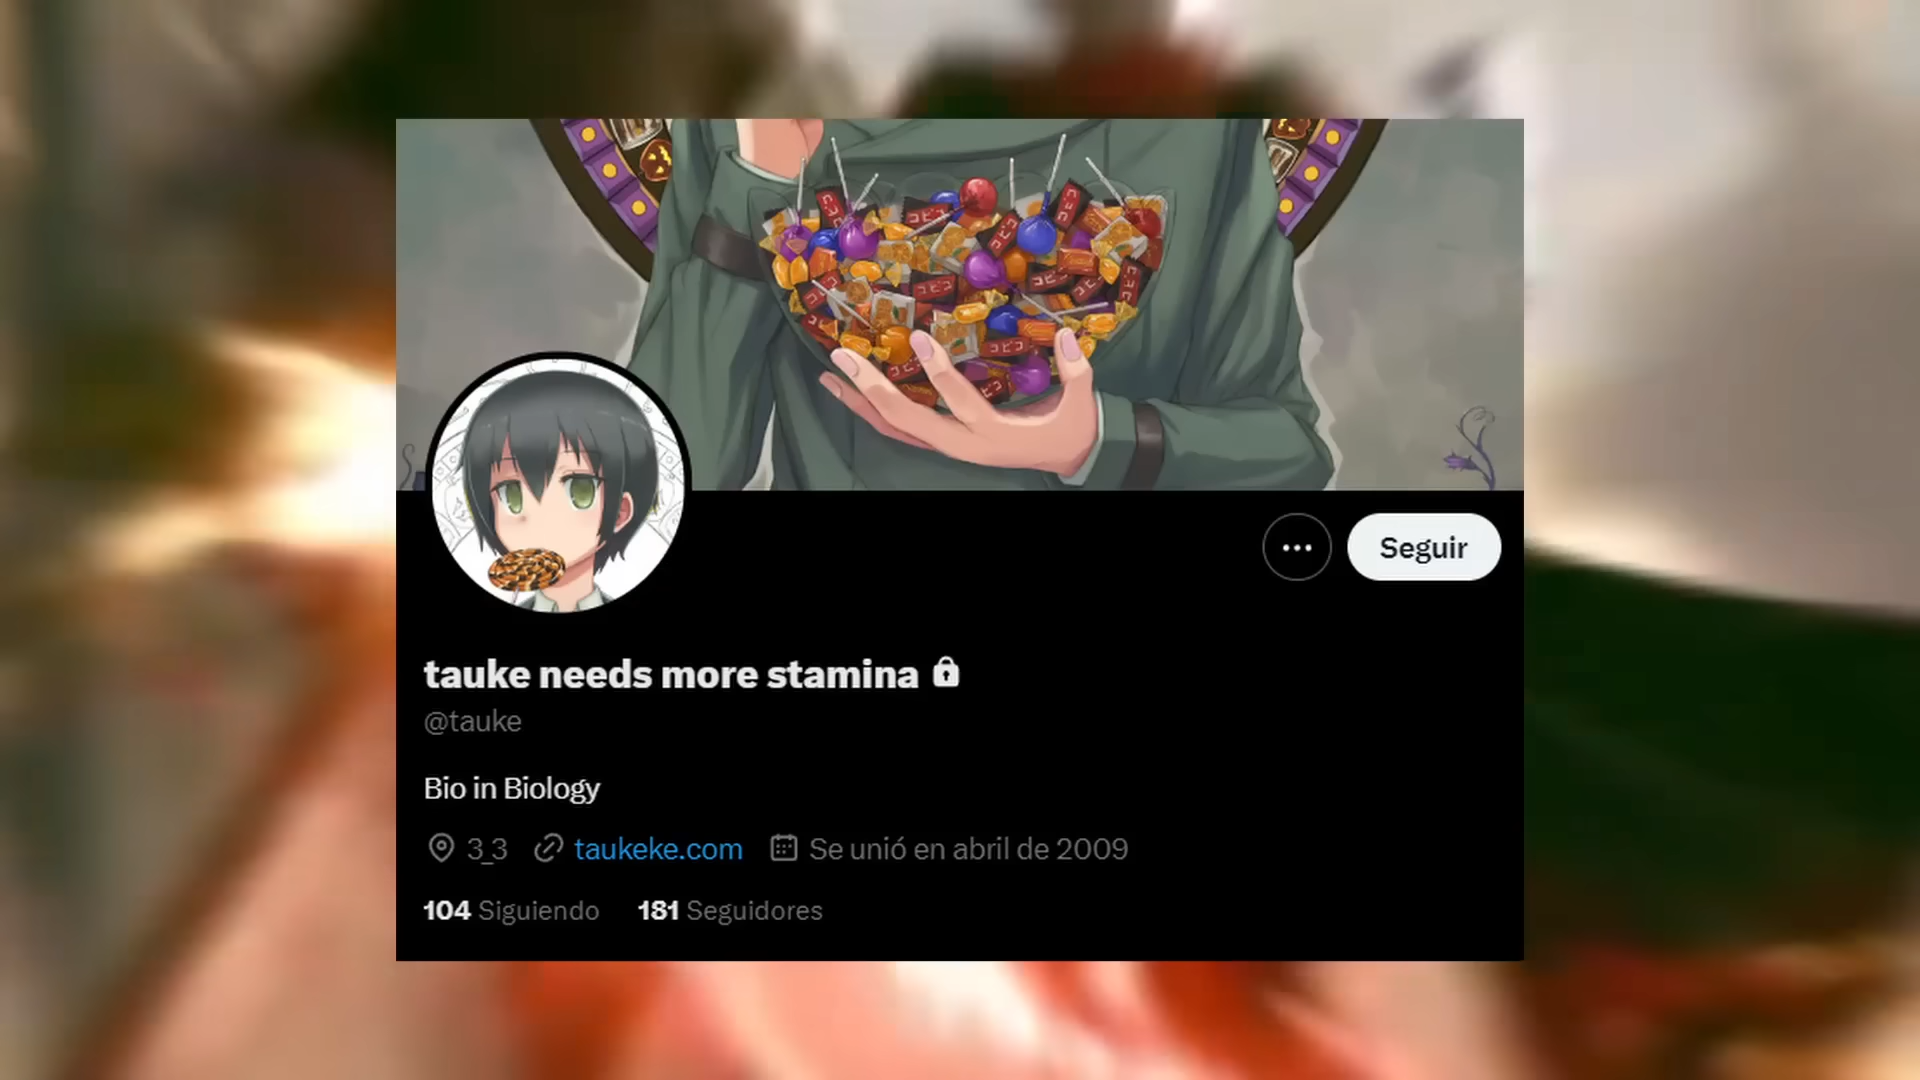 tauke needs more stamina
@tauke
Bio in Biology
3_3 taukeke.com Se unió en abril de 2009
104 Siguiendo 181 Seguidores
Seguir